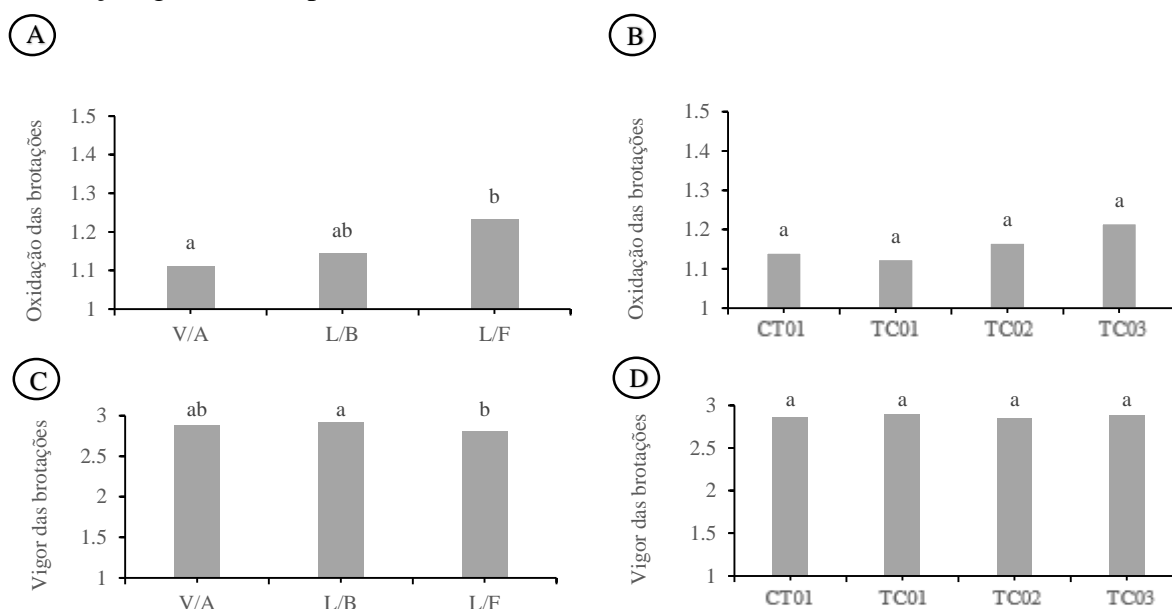 A
Oxidação das brotações
1.5
1.4
1.3
1.2
1.1
1
a
ab
b
V/A
L/B
L/F
B
Oxidação das brotações
1.5
1.4
1.3
1.2
1.1
1
a
a
a
a
CT01
TC01
TC02
TC03
C
Vigor das brotações
3
2.5
2
1.5
1
ab
a
b
V/A
L/B
L/F
D
Vigor das brotações
3
2.5
2
1.5
1
a
a
a
a
CT01
TC01
TC02
TC03